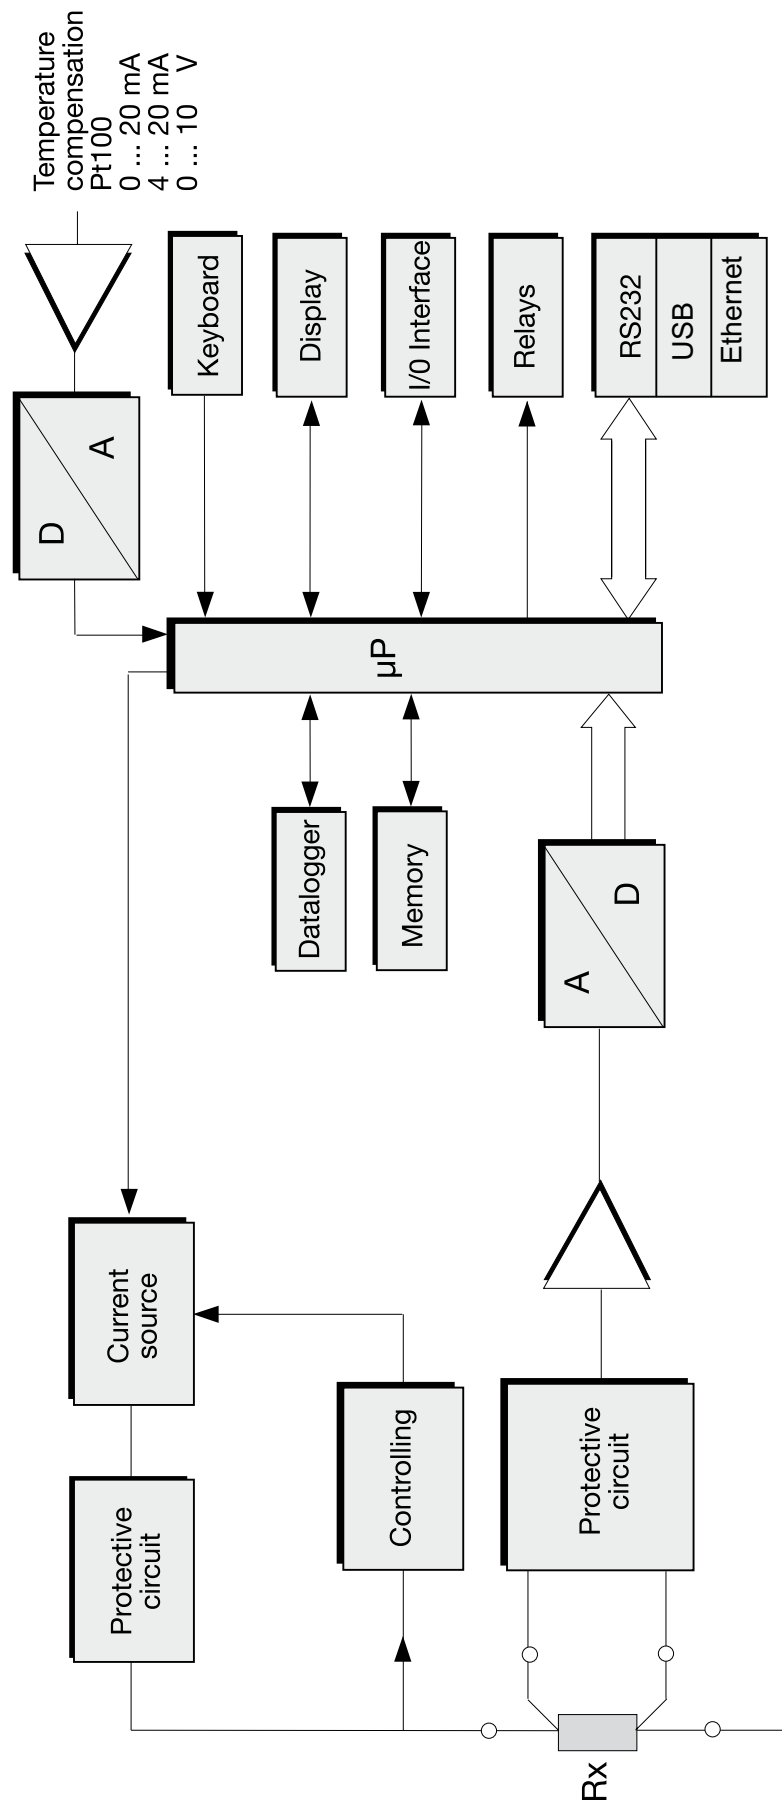 Temperature
compensation
Pt100
0 ... 20 mA
4 ... 20 mA
0 ... 10 V
D
A
Keyboard
Display
I/0 Interface
Relays
RS232
USB
Ethernet
µP
Datalogger
Memory
A
D
Current
source
Controlling
Protective
circuit
Protective
circuit
Rx